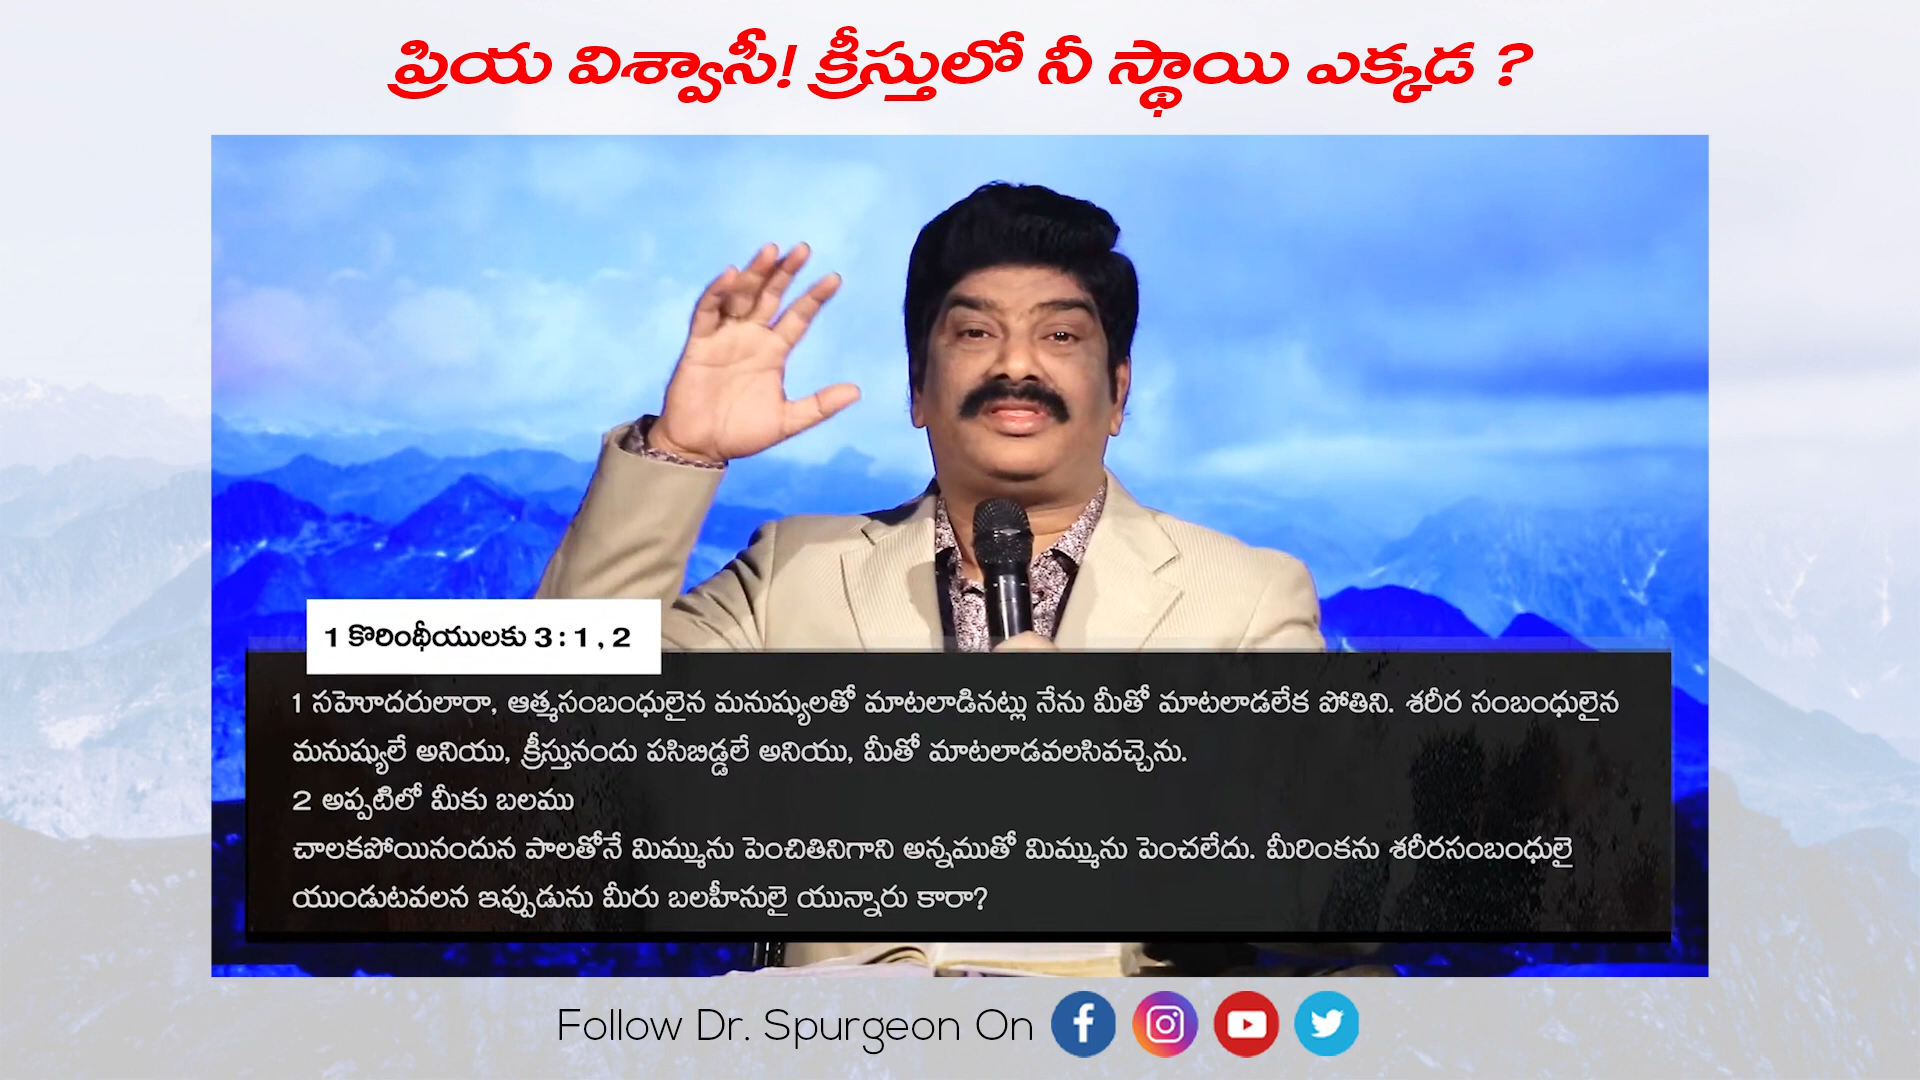 ప్రియ విశ్వాసీ! క్రీస్తులో నీ స్థాయి ఎక్కడ ?
1 కొరింథీయులకు 3 : 1 , 2
1 సహెూదరులారా, ఆత్మసంబంధులైన మనుష్యులతో మాటలాడినట్లు నేను మీతో మాటలాడలేక పోతిని. శరీర సంబంధులైన
మనుష్యులే అనియు, క్రీస్తునందు పసిబిడ్డలే అనియు, మీతో మాటలాడవలసివచ్చెను.
2 అప్పటిలో మీకు బలము
చాలకపోయినందున పాలతోనే మిమ్మును పెంచితినిగాని అన్నముతో మిమ్మును పెంచలేదు. మీరింకను శరీరసంబంధులై
యుండుటవలన ఇప్పుడును మీరు బలహీనులై యున్నారు కారా?
Follow Dr. Spurgeon On